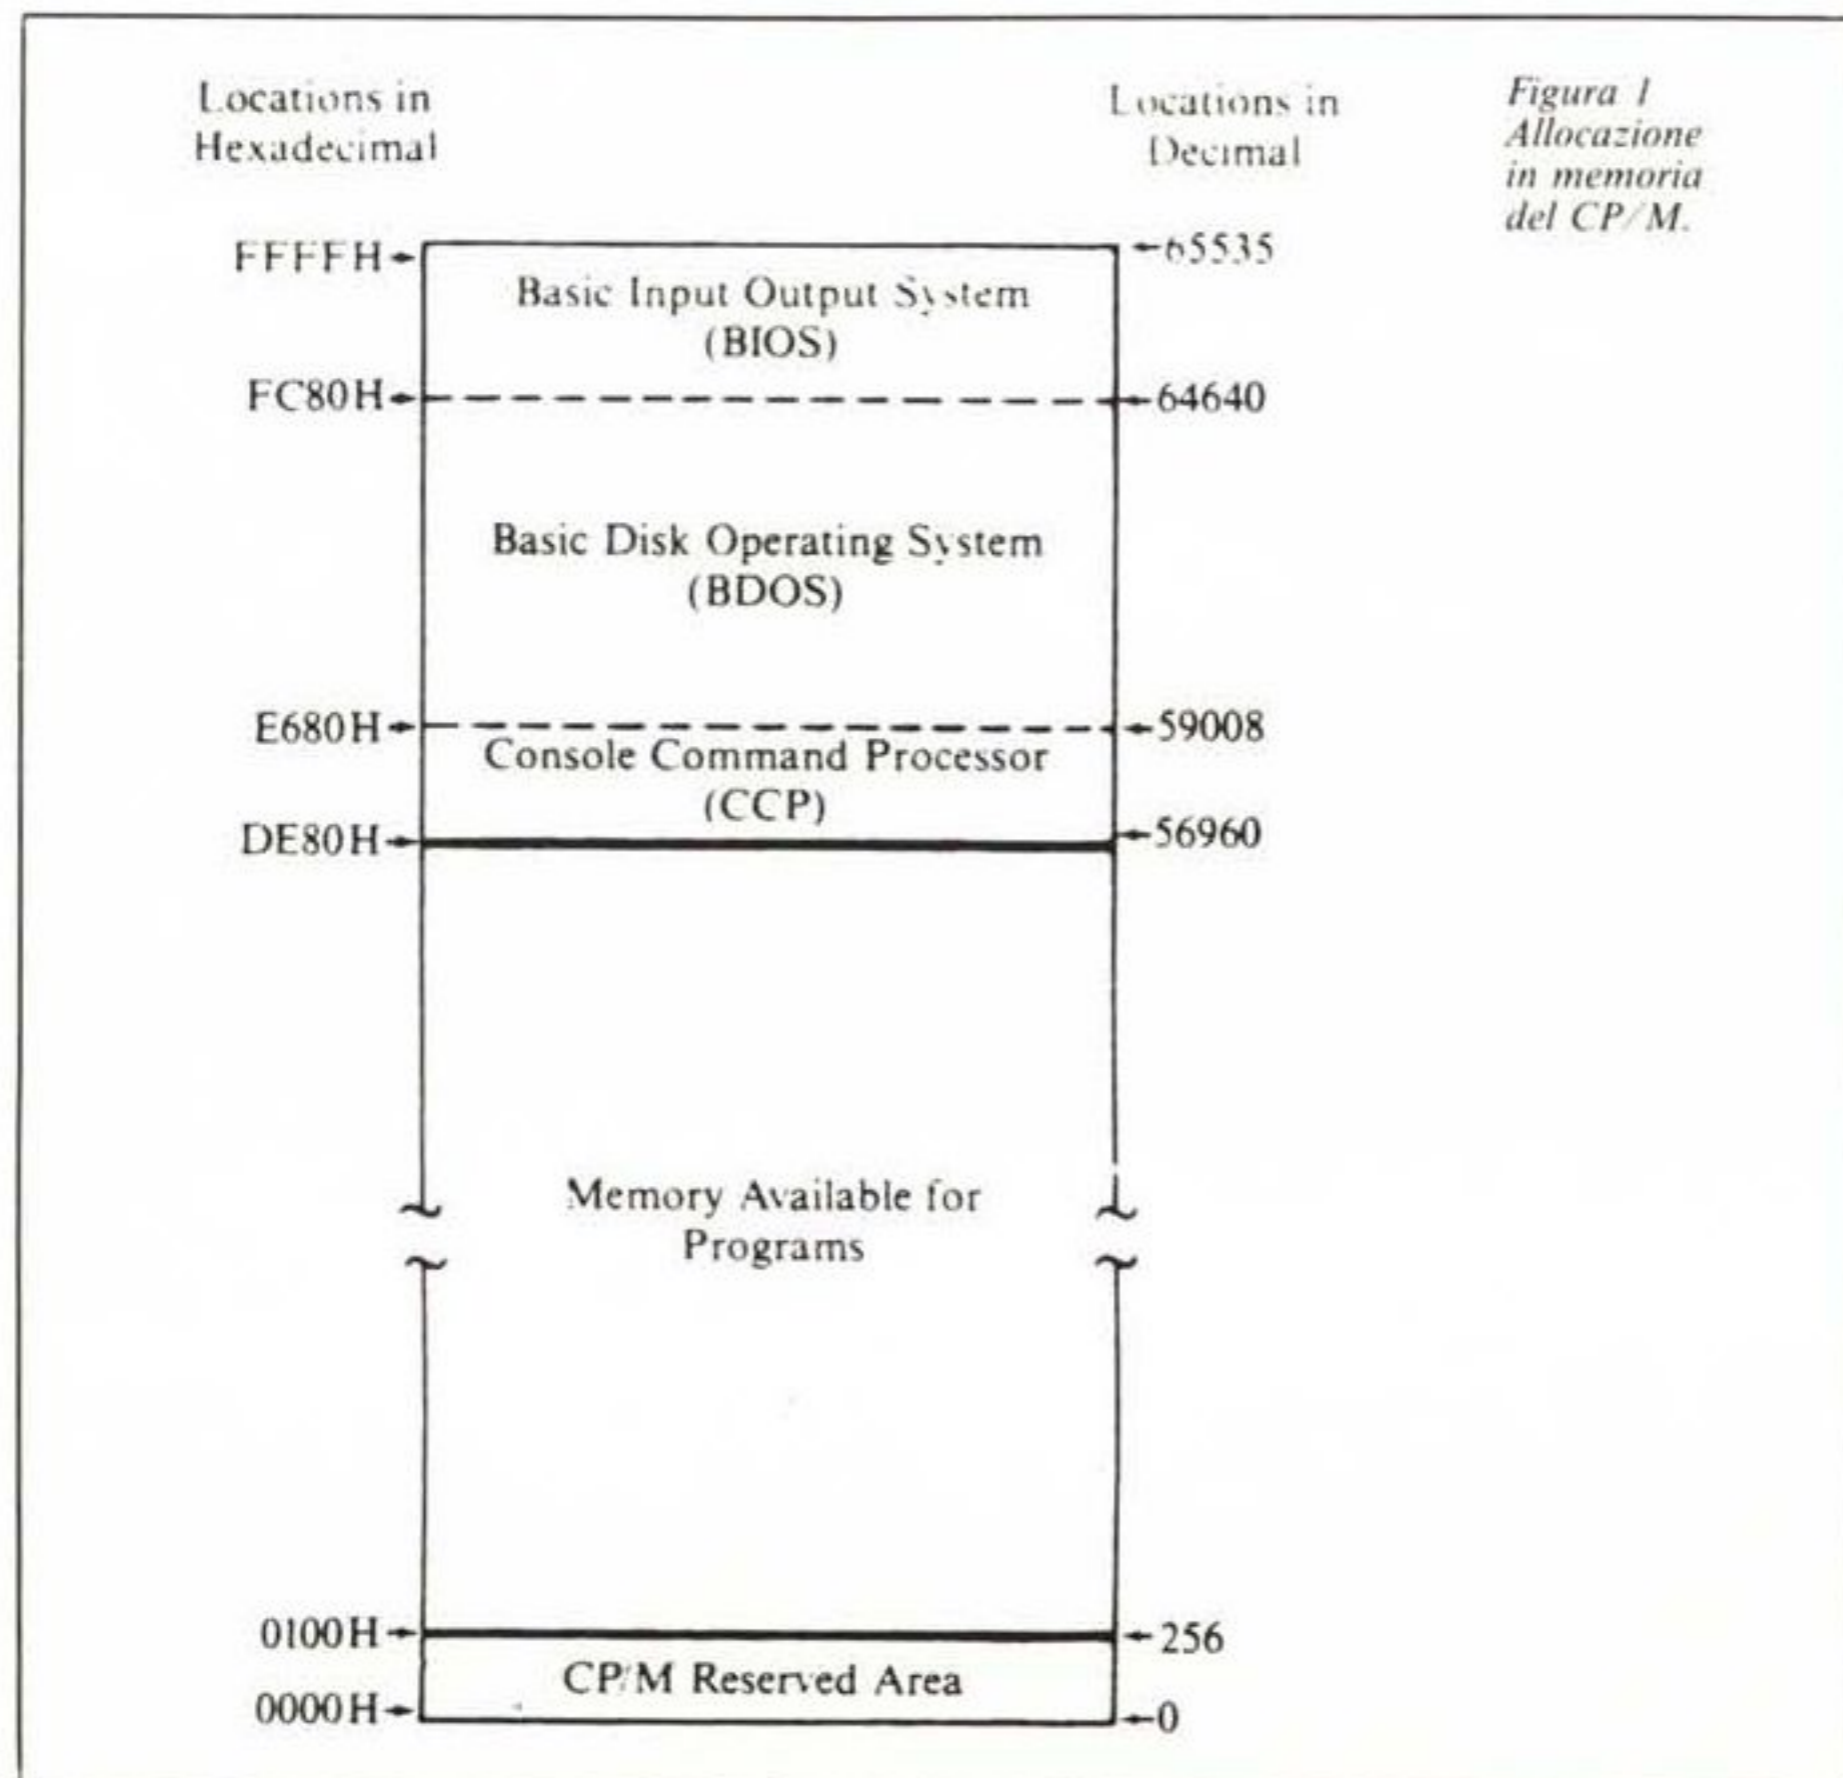 Locations in
Hexadecimal
Locations in
Decimal
Figura 1
Allocazione
in memoria
del CP/M.
FFFFH
65535
Basic Input Output System
(BIOS)
FC80H
64640
Basic Disk Operating System
(BDOS)
E680H
59008
Console Command Processor
(CCP)
DE80H
56960
Memory Available for
Programs
0100H
256
CP/M Reserved Area
0000H
0